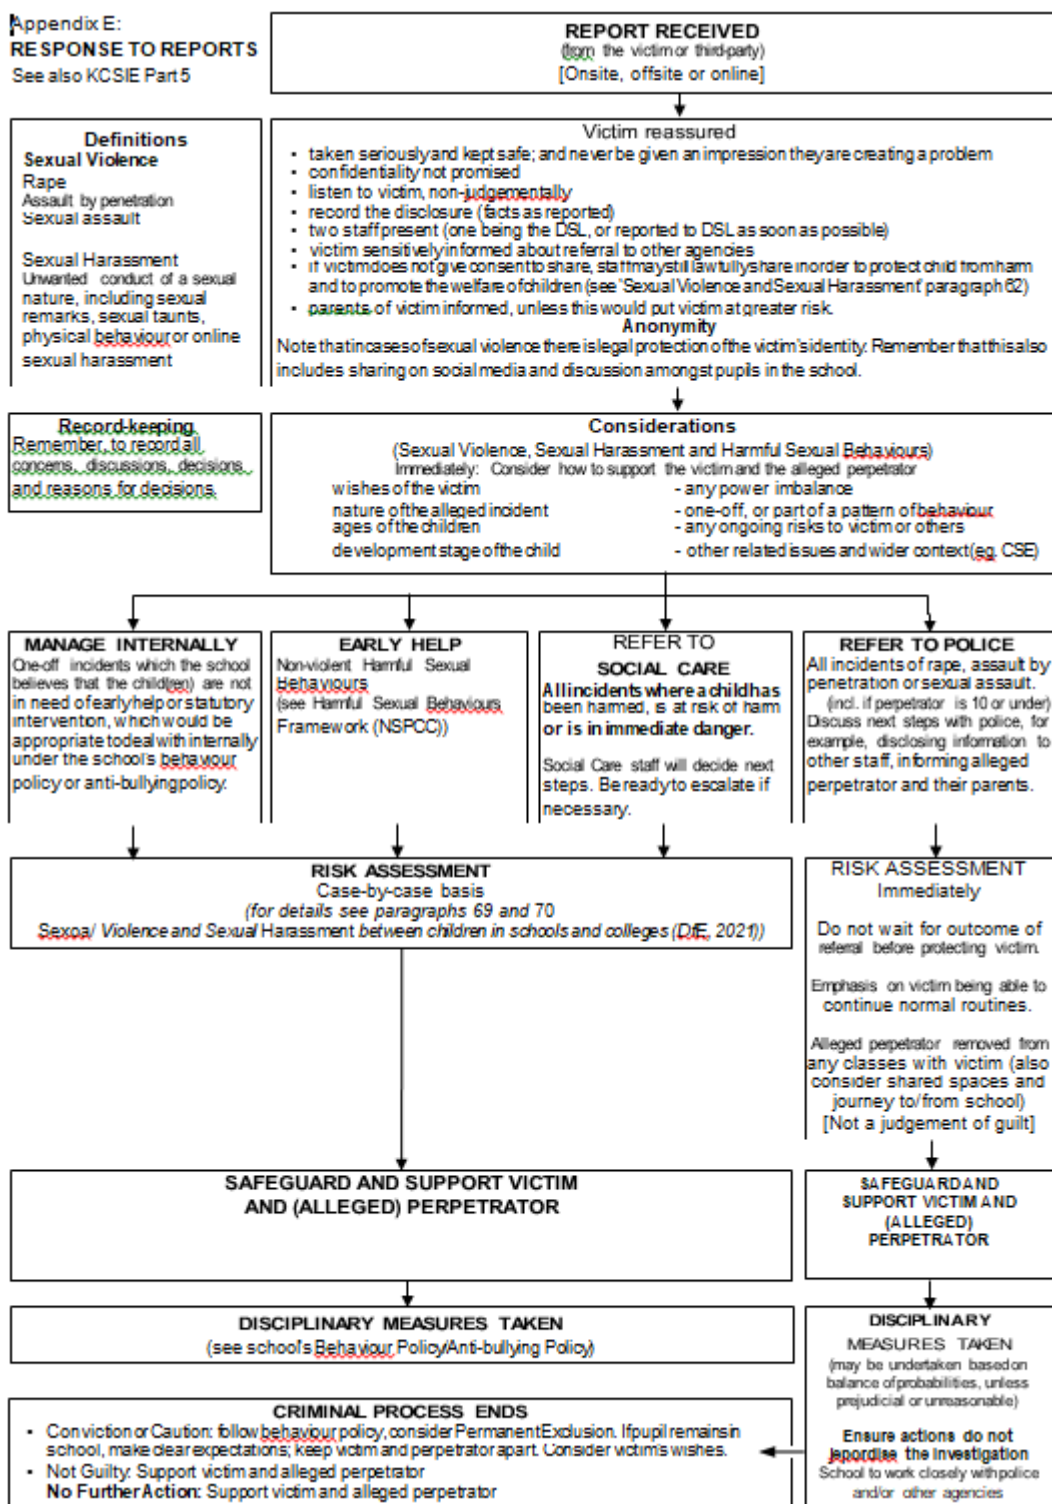 Appendix E:
RESPONSE TO REPORTS
See also KCSIE Part 5
REPORT RECEIVED
(from the victim or third-party)
[Onsite, offsite or online]
Definitions
Sexual Violence
Rape
Assault by penetration
Sexual assault
Sexual Harassment
Unwanted conduct of a sexual
nature, including sexual
remarks, sexual taunts,
physical behaviour or online
sexual harassment
Victim reassured
• taken seriously and kept safe; and never be given an impression they are creating a problem
• confidentiality not promised
• listen to victim, non-judgementally
• record the disclosure (facts as reported)
• two staff present (one being the DSL, or reported to DSL as soon as possible)
• victim sensitively informed about referral to other agencies
• if victim does not give consent to share, staff may still lawfully share in order to protect child from harm
and to promote the welfare of children (see 'Sexual Violence and Sexual Harassment' paragraph 62)
• parents of victim informed, unless this would put victim at greater risk.
Anonymity
Note that in cases of sexual violence there is legal protection of the victim's identity. Remember that this also
includes sharing on social media and discussion amongst pupils in the school.
Record-keeping
Remember, to record all
concerns, discussions, decisions
and reasons for decisions.
Considerations
(Sexual Violence, Sexual Harassment and Harmful Sexual Behaviours)
Immediately: Consider how to support the victim and the alleged perpetrator
wishes of the victim - any power imbalance
nature of the alleged incident - one-off, or part of a pattern of behaviour
ages of the children - any ongoing risks to victim or others
development stage of the child - other related issues and wider context (eg. CSE)
MANAGE INTERNALLY
One-off incidents which the school
believes that the child(ren) are not
in need of early help or statutory
intervention, which would be
appropriate to deal with internally
under the school's behaviour
policy or anti-bullying policy.
EARLY HELP
Non-violent Harmful Sexual
Behaviours
(see Harmful Sexual Behaviours
Framework (NSPCC))
REFER TO
SOCIAL CARE
All incidents where a child has
been harmed, is at risk of harm
or is in immediate danger.
Social Care staff will decide next
steps. Be ready to escalate if
necessary.
REFER TO POLICE
All incidents of rape, assault by
penetration or sexual assault.
(incl. if perpetrator is 10 or under)
Discuss next steps with police, for
example, disclosing information to
other staff, informing alleged
perpetrator and their parents.
RISK ASSESSMENT
Case-by-case basis
(for details see paragraphs 69 and 70
Sexoa/ Violence and Sexual Harassment between children in schools and colleges (DfE, 2021))
RISK ASSESSMENT
Immediately
Do not wait for outcome of
referral before protecting victim.
Emphasis on victim being able to
continue normal routines.
Alleged perpetrator removed from
any classes with victim (also
consider shared spaces and
journey to/from school)
[Not a judgement of guilt]
SAFEGUARD AND SUPPORT VICTIM
AND (ALLEGED) PERPETRATOR
SAFEGUARD AND
SUPPORT VICTIM AND
(ALLEGED)
PERPETRATOR
DISCIPLINARY MEASURES TAKEN
(see school's Behaviour Policy/Anti-bullying Policy)
DISCIPLINARY
MEASURES TAKEN
(may be undertaken based on
balance of probabilities, unless
prejudicial or unreasonable)
Ensure actions do not
jepordise the investigation
School to work closely with police
and/or other agencies
CRIMINAL PROCESS ENDS
• Conviction or Caution: follow behaviour policy, consider Permanent Exclusion. If pupil remains in
school, make clear expectations; keep victim and perpetrator apart. Consider victim's wishes.
• Not Guilty: Support victim and alleged perpetrator
No Further Action: Support victim and alleged perpetrator